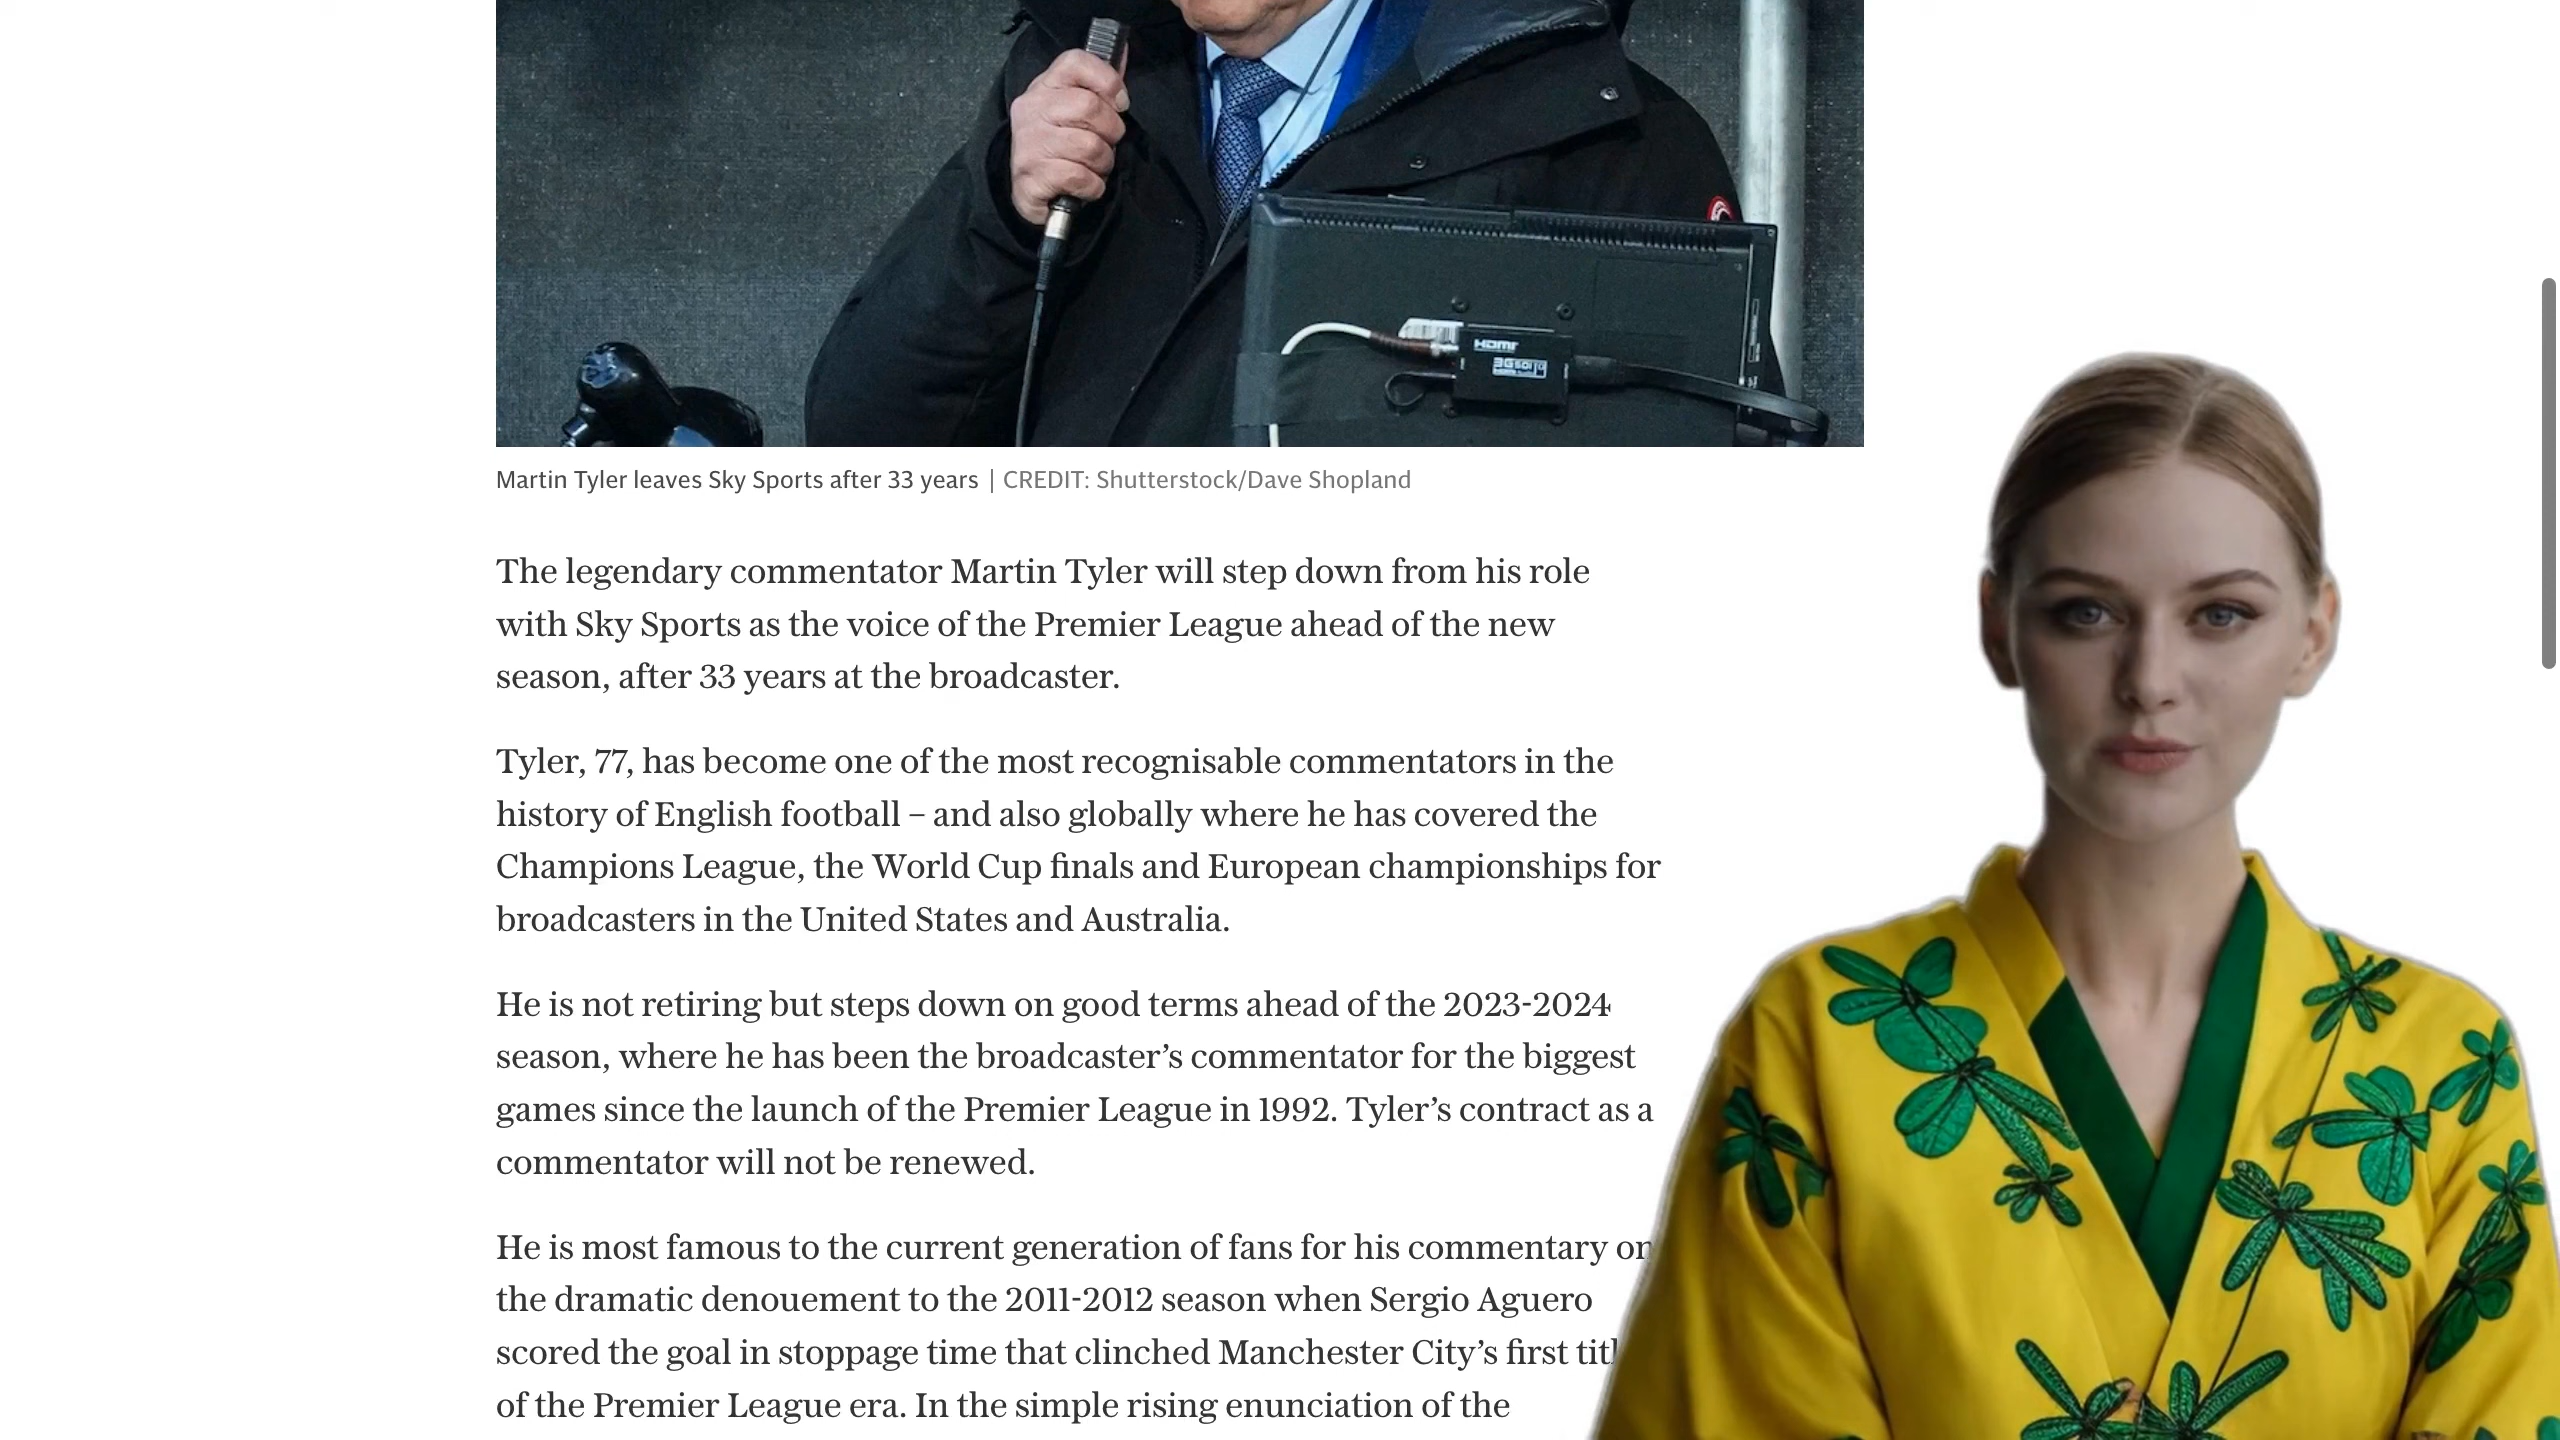 HDMI
Martin Tyler leaves Sky Sports after 33 years | CREDIT: Shutterstock/Dave Shopland
The legendary commentator Martin Tyler will step down from his role
with Sky Sports as the voice of the Premier League ahead of the new
season, after 33 years at the broadcaster.
Tyler, 77, has become one of the most recognisable commentators in the
history of English football – and also globally where he has covered the
Champions League, the World Cup finals and European championships for
broadcasters in the United States and Australia.
He is not retiring but steps down on good terms ahead of the 2023-2024
season, where he has been the broadcaster’s commentator for the biggest
games since the launch of the Premier League in 1992. Tyler’s contract as a
commentator will not be renewed.
He is most famous to the current generation of fans for his commentary on
the dramatic denouement to the 2011-2012 season when Sergio Aguero
scored the goal in stoppage time that clinched Manchester City’s first
of the Premier League era. In the simple rising enunciation of the